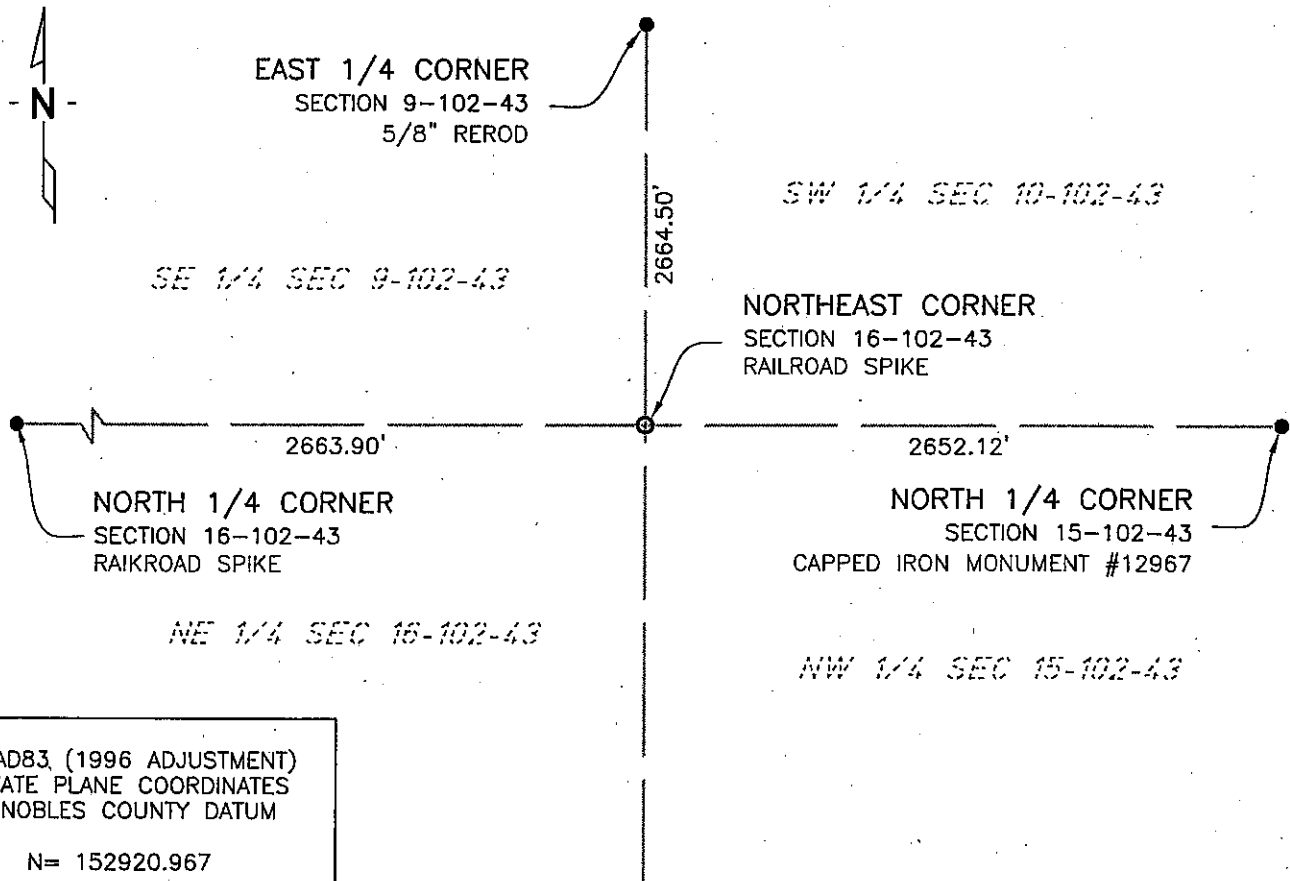 - N -
EAST 1/4 CORNER
SECTION 9-102-43
5/8" REROD
2664.50'
SW 1/4 SEC 10-102-43
SE 1/4 SEC 9-102-43
NORTHEAST CORNER
SECTION 16-102-43
RAILROAD SPIKE
2663.90'
2652.12'
NORTH 1/4 CORNER
SECTION 16-102-43
RAIKROAD SPIKE
NORTH 1/4 CORNER
SECTION 15-102-43
CAPPED IRON MONUMENT #12967
NE 1/4 SEC 16-102-43
NW 1/4 SEC 15-102-43
AD83, (1996 ADJUSTMENT)
ATE PLANE COORDINATES
NOBLES COUNTY DATUM
N= 152920.967